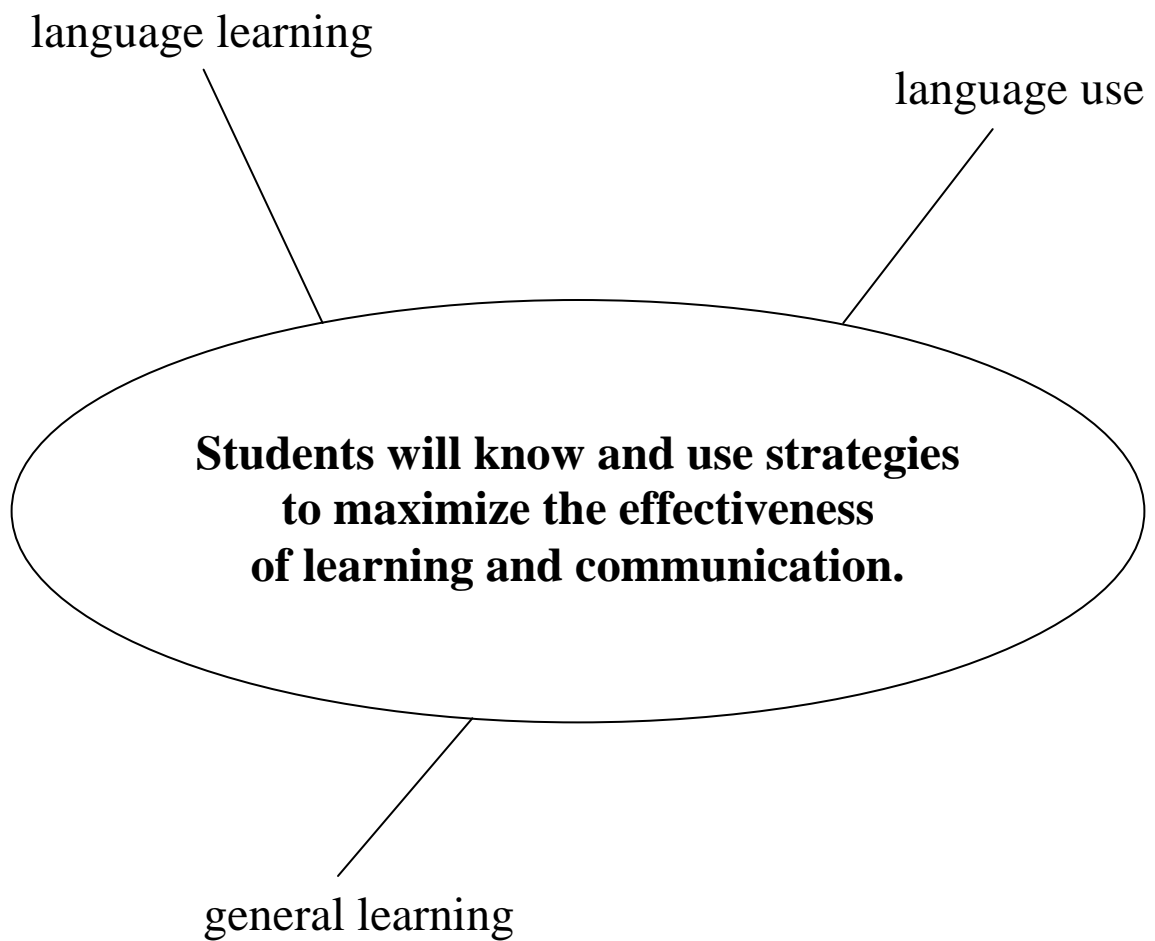 language learning
language use
Students will know and use strategies
to maximize the effectiveness
of learning and communication.
general learning